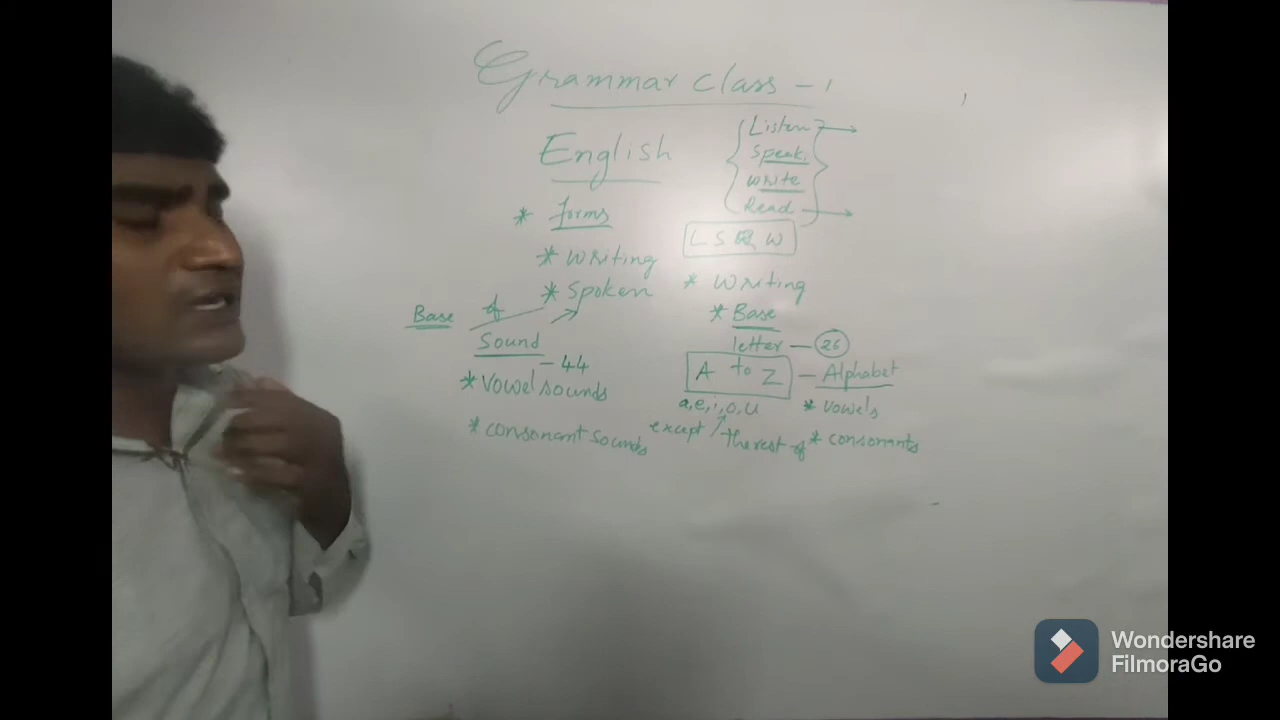 Grammar class - 1
English
Listen
Speak
write
Read
* forms
L S R W
* writing
* Spoken
Base of
Sound
- 44
* Vowel sounds
* consonant sounds
* writing
* Base
letter - 26
A to Z - Alphabet
a, e, i, o, u
* vowels
except the rest of * consonants
Wondershare
FilmoraGo